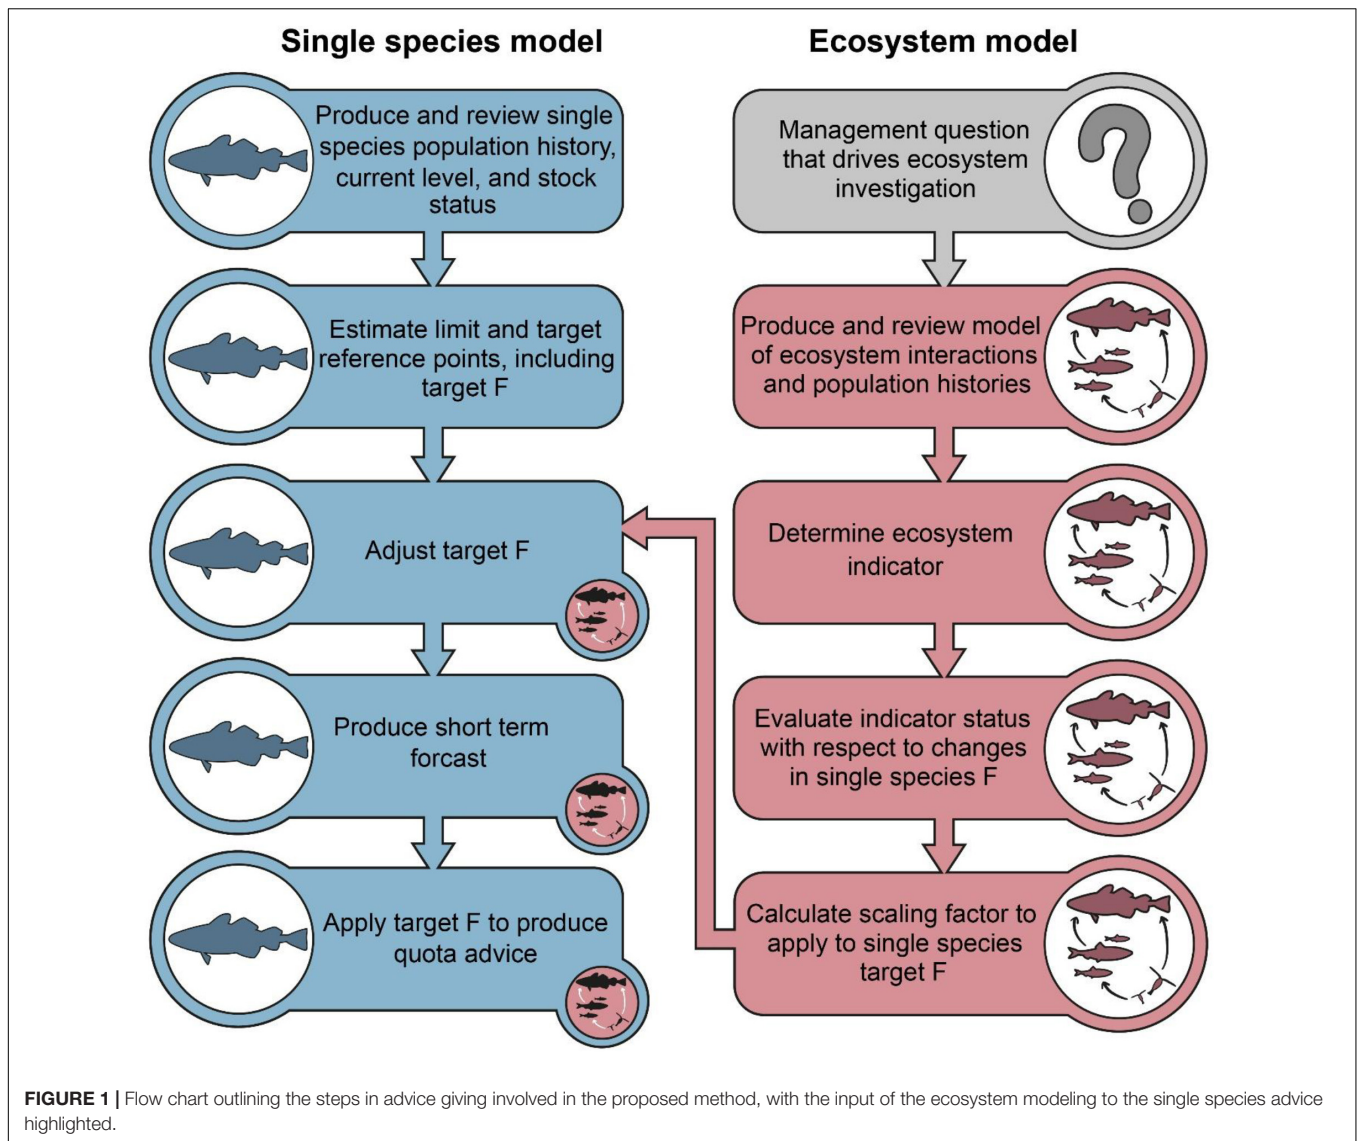 Single species model
Produce and review single
species population history,
current level, and stock
status
Estimate limit and target
reference points, including
target F
Adjust target F
Produce short term
forcast
Apply target F to produce
quota advice
Ecosystem model
Management question
that drives ecosystem
investigation
Produce and review model
of ecosystem interactions
and population histories
Determine ecosystem
indicator
Evaluate indicator status
with respect to changes
in single species F
Calculate scaling factor to
apply to single species
target F
FIGURE 1 | Flow chart outlining the steps in advice giving involved in the proposed method, with the input of the ecosystem modeling to the single species advice
highlighted.